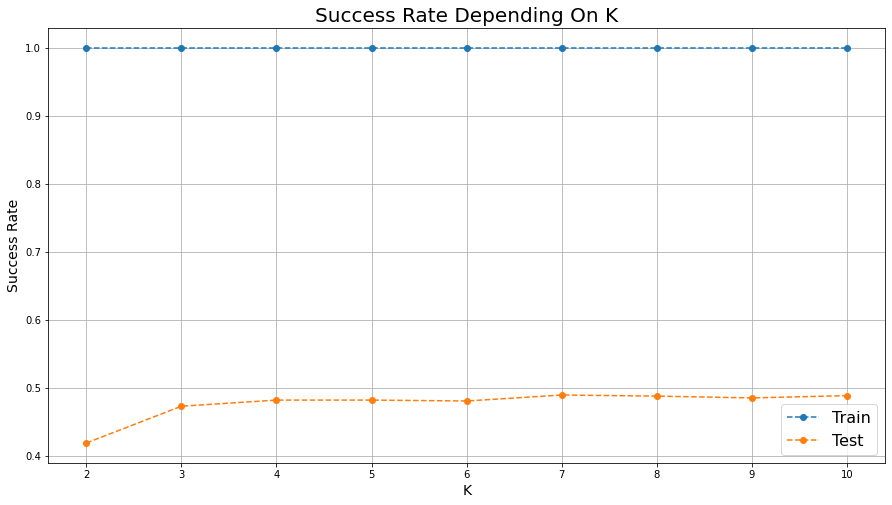 Success Rate Depending On K
Success Rate
1.0
0.9
0.8
0.7
0.6
0.5
0.4
2 3 4 5 6 7 8 9 10
K
Train
Test